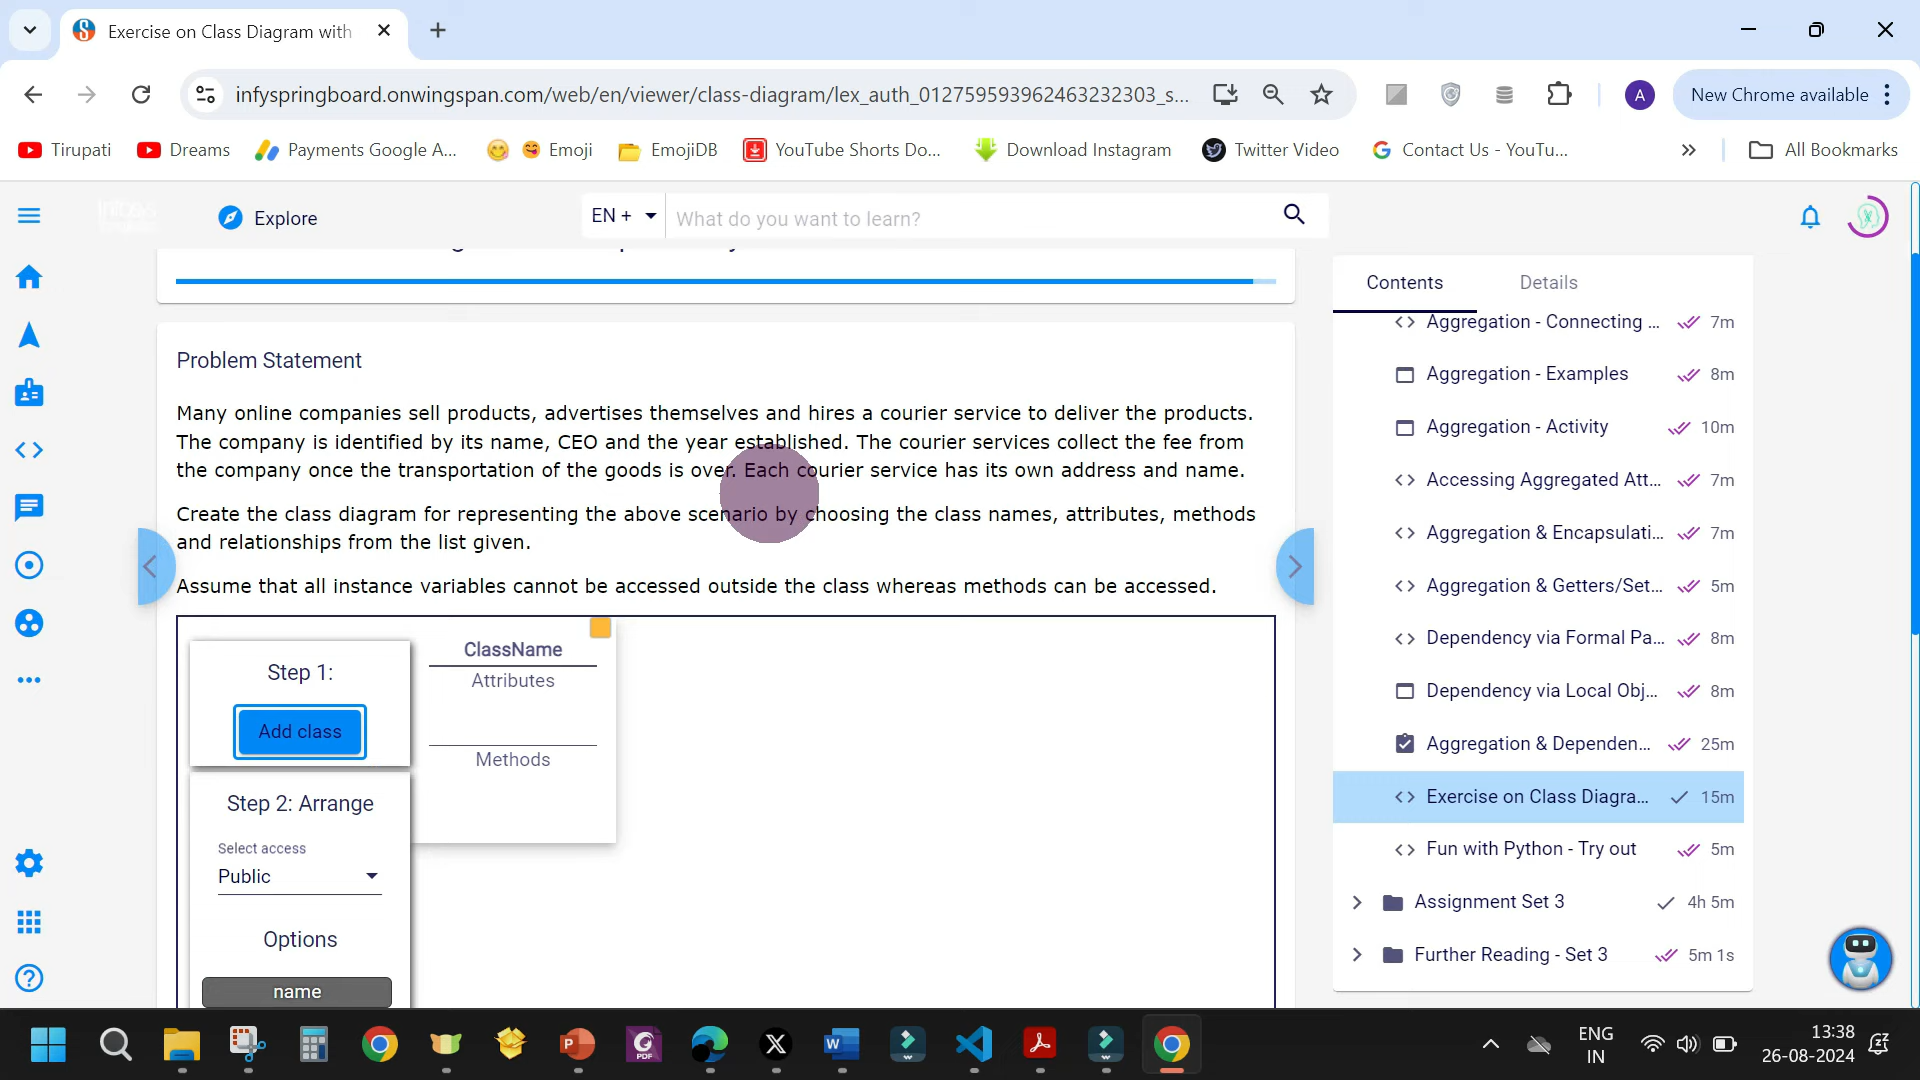 Exercise on Class Diagram with
infyspringboard.onwingspan.com/web/en/viewer/class-diagram/lex_auth_012759593962463232303_s...
A
New Chrome available
Tirupati
Dreams
Payments Google A...
Emoji
EmojiDB
YouTube Shorts Do...
Download Instagram
Twitter Video
Contact Us - YouTu...
All Bookmarks
Infosys
Explore
EN +
What do you want to learn?
Contents
Details
Problem Statement
Many online companies sell products, advertises themselves and hires a courier service to deliver the products.
The company is identified by its name, CEO and the year established. The courier services collect the fee from
the company once the transportation of the goods is over. Each courier service has its own address and name.
Create the class diagram for representing the above scenario by choosing the class names, attributes, methods
and relationships from the list given.
Assume that all instance variables cannot be accessed outside the class whereas methods can be accessed.
Step 1:
Add class
ClassName
Attributes
Methods
Step 2: Arrange
Select access
Public
Options
name
Aggregation - Connecting ... 7m
Aggregation - Examples 8m
Aggregation - Activity 10m
Accessing Aggregated Att... 7m
Aggregation & Encapsulati... 7m
Aggregation & Getters/Set... 5m
Dependency via Formal Pa... 8m
Dependency via Local Obj... 8m
Aggregation & Dependen... 25m
Exercise on Class Diagra... 15m
Fun with Python - Try out 5m
Assignment Set 3 4h 5m
Further Reading - Set 3 5m 1s
ENG
IN
13:38
26-08-2024